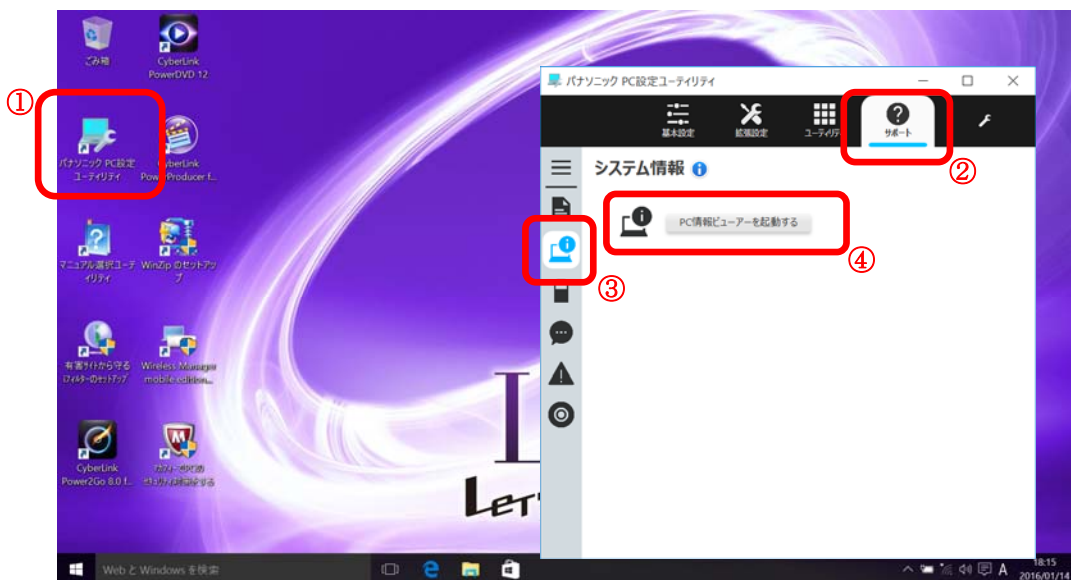 ごみ箱
CyberLink
PowerDVD 12
①
パナソニック PC設定
ユーティリティ
CyberLink
PowerProducer f...
マニュアル選択ユーテ
ィリティ
WinZip のセットアッ
プ
有害サイトから守る
iフィルターのセットアップ
Wireless Manager
mobile edition...
CyberLink
Power2Go 8.0 f...
パナソニック PC設定ユーティリティ
基本設定
拡張設定
サポート
②
システム情報
PC情報ビューアーを起動する
③
④
Web と Windows を検索
A
18:15
2016/01/14